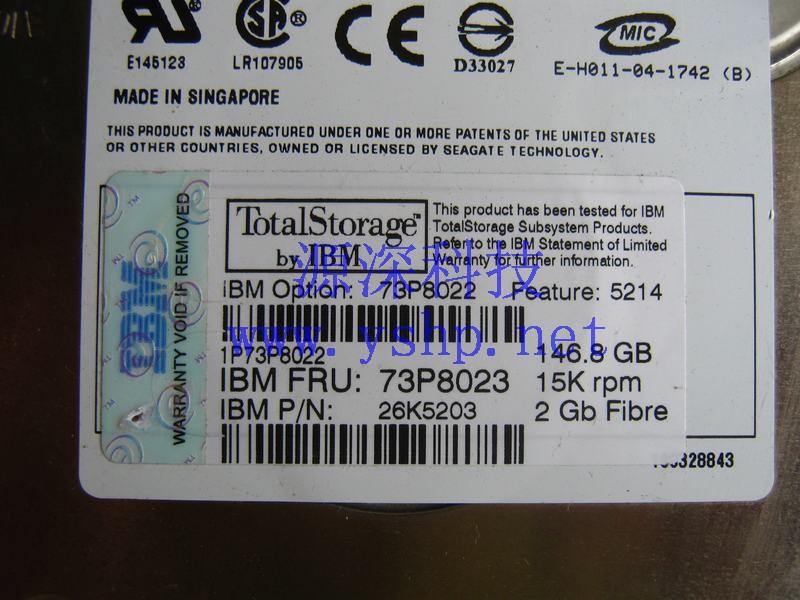 E145123 LR107905 D33027 E-H011-04-1742 (B)
MIC
MADE IN SINGAPORE
THIS PRODUCT IS MANUFACTURED UNDER ONE OR MORE PATENTS OF THE UNITED STATES
OR OTHER COUNTRIES, OWNED OR LICENSED BY SEAGATE TECHNOLOGY.
IBM
WARRANTY VOID IF REMOVED
TotalStorage™
by IBM
This product has been tested for IBM
TotalStorage Subsystem Products.
Refer to the IBM Statement of Limited
Warranty for further information.
源深科技
IBM Option: 73P8022 Feature: 5214
www.yshp.net
1P73P8022 146.8 GB
IBM FRU: 73P8023 15K rpm
IBM P/N: 26K5203 2 Gb Fibre
328843